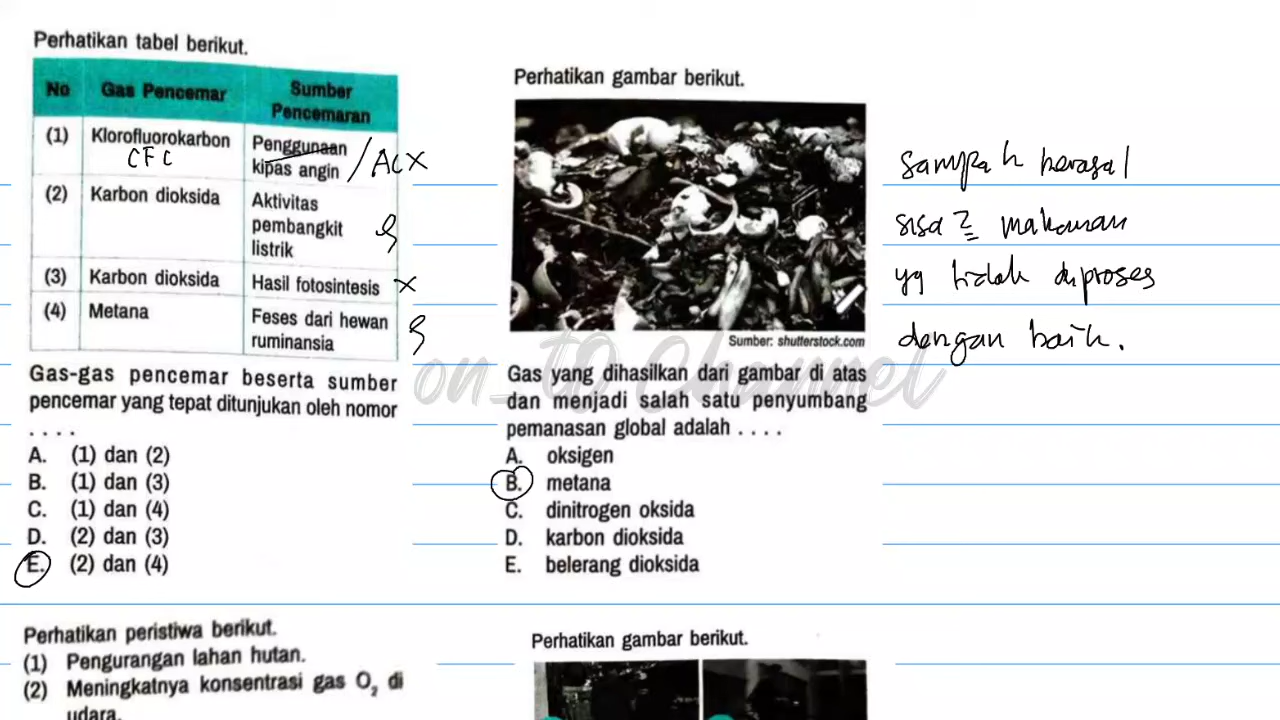 Perhatikan tabel berikut.
No Gas Pencemar Sumber Pencemaran
(1) Klorofluorokarbon Penggunaan
CFC kipas angin / AC x
(2) Karbon dioksida Aktivitas
pembangkit
listrik
(3) Karbon dioksida Hasil fotosintesis x
(4) Metana Feses dari hewan
ruminansia
Gas-gas pencemar beserta sumber
pencemar yang tepat ditunjukan oleh nomor
. . . .
A. (1) dan (2)
B. (1) dan (3)
C. (1) dan (4)
D. (2) dan (3)
E. (2) dan (4)
Perhatikan peristiwa berikut.
(1) Pengurangan lahan hutan.
(2) Meningkatnya konsentrasi gas O₂ di
udara.
Perhatikan gambar berikut.
Sumber: shutterstock.com
Gas yang dihasilkan dari gambar di atas
dan menjadi salah satu penyumbang
pemanasan global adalah . . . .
A. oksigen
B. metana
C. dinitrogen oksida
D. karbon dioksida
E. belerang dioksida
Perhatikan gambar berikut.
sampah berasal
sisa 2 makanan
yg tidak diproses
dengan baik.
on_to Channel